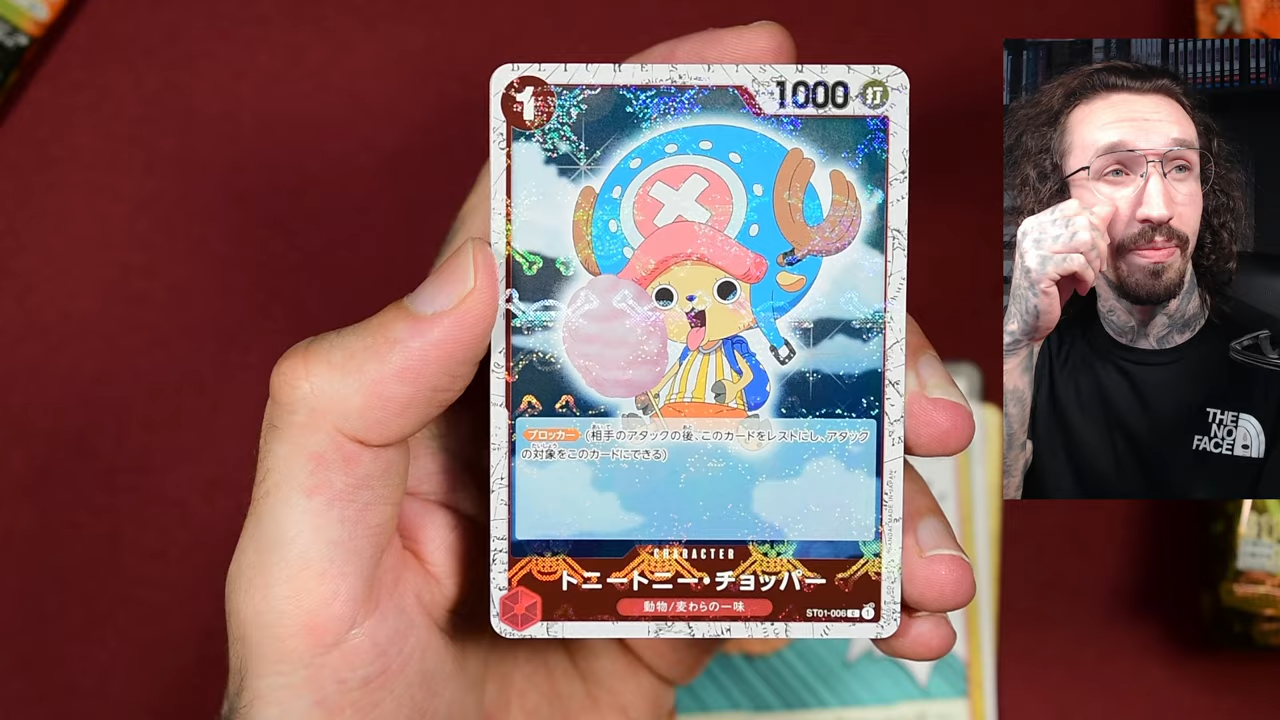 1
1000 打
ブロッカー (相手のアタックの後、このカードをレストにし、アタック
の対象をこのカードにできる)
CHARACTER
トニートニー・チョッパー
動物/麦わらの一味
ST01-006 C 1
THE
NO
FACE